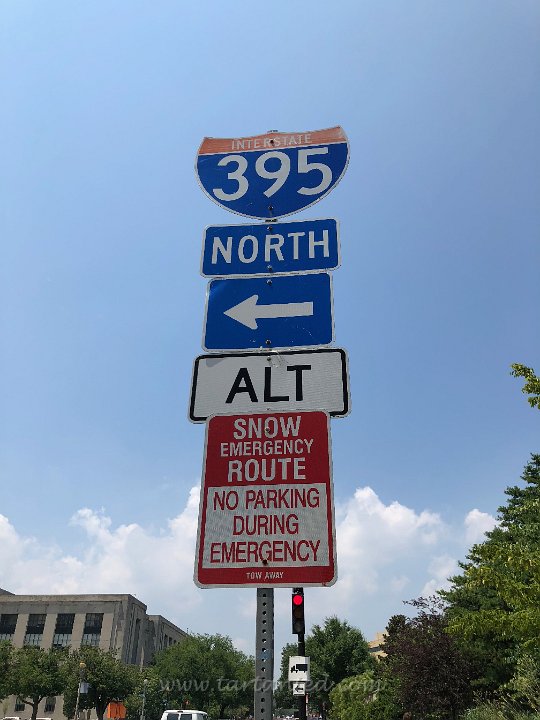 INTERSTATE
395
NORTH
ALT
SNOW
EMERGENCY
ROUTE
NO PARKING
DURING
EMERGENCY
TOW AWAY